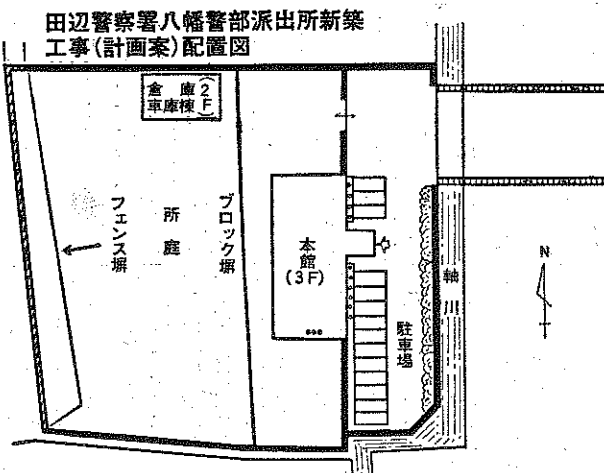 田辺警察署八幡警部派出所新築
工事(計画案)配置図
倉庫
車庫棟
(2F)
フェンス塀
所庭
ブロック塀
本館
(3F)
駐車場
軸川
N